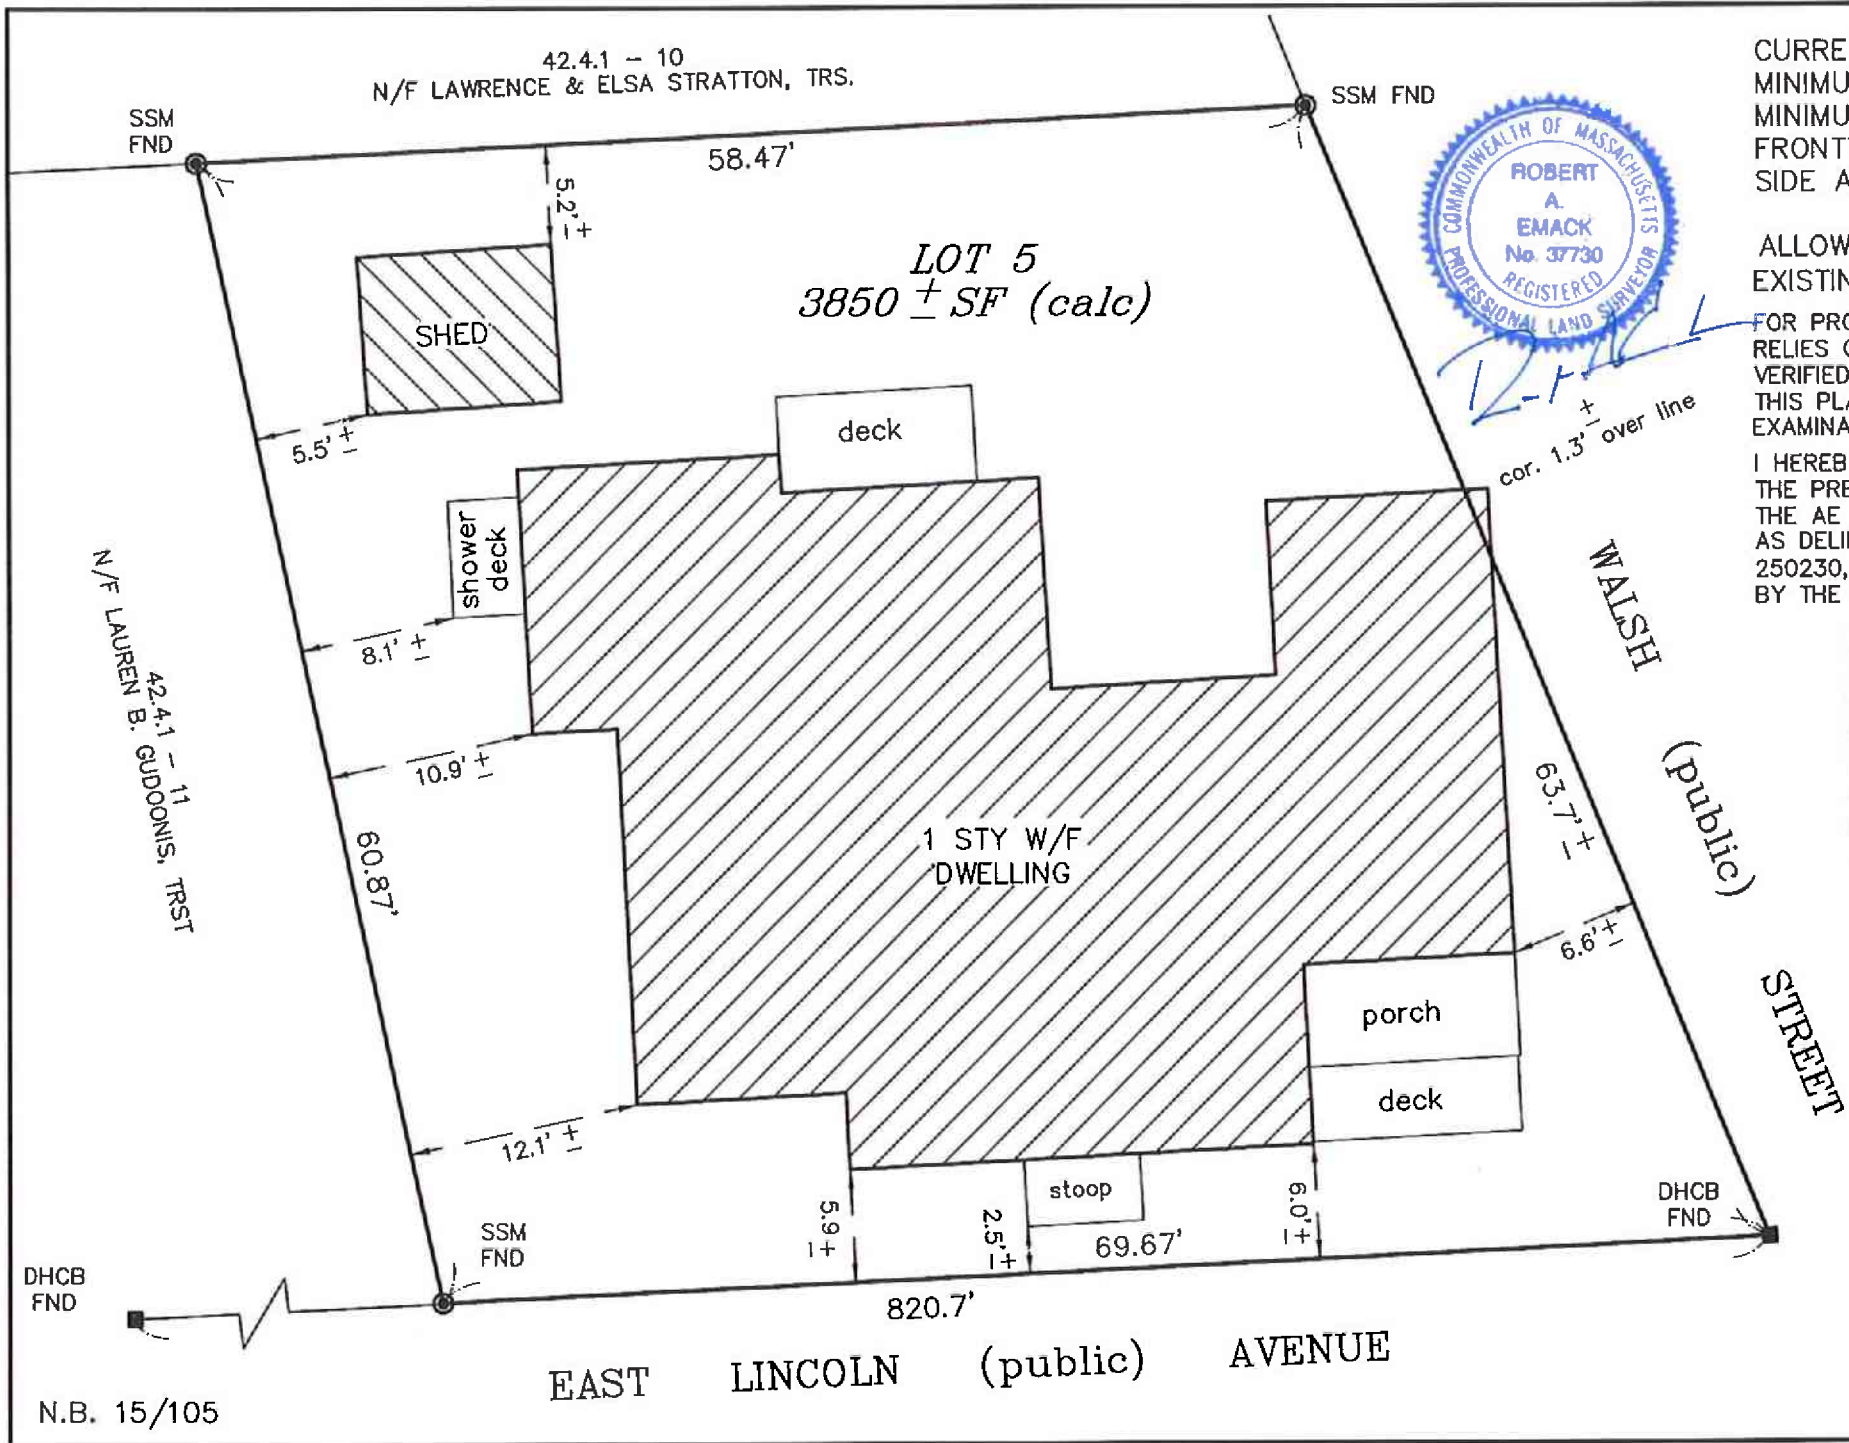 42.4.1 - 10
N/F LAWRENCE & ELSA STRATTON, TRS.
SSM
FND
SSM FND
58.47'
5.2' ±
LOT 5
3850 ± SF (calc)
SHED
5.5' ±
deck
shower
deck
8.1' ±
10.9' ±
42.4.1 - 11
N/F LAUREN B. GUDOONIS, TRST
60.87'
1 STY W/F
DWELLING
cor. 1.3' ± over line
WALSH (public) STREET
63.7' ±
6.6' ±
porch
deck
12.1' ±
5.9 ±
stoop
2.5' ±
6.0' ±
69.67'
DHCB
FND
SSM
FND
DHCB
FND
820.7'
EAST LINCOLN (public) AVENUE
N.B. 15/105
COMMONWEALTH OF MASSACHUSETTS
ROBERT
A.
EMACK
No. 37730
REGISTERED
PROFESSIONAL LAND SURVEYOR
CURRE
MINIMU
MINIMU
FRONT
SIDE A
ALLOW
EXISTIN
FOR PRO
RELIES
VERIFIED
THIS PLA
EXAMINA
I HEREB
THE PRE
THE AE
AS DELI
250230,
BY THE